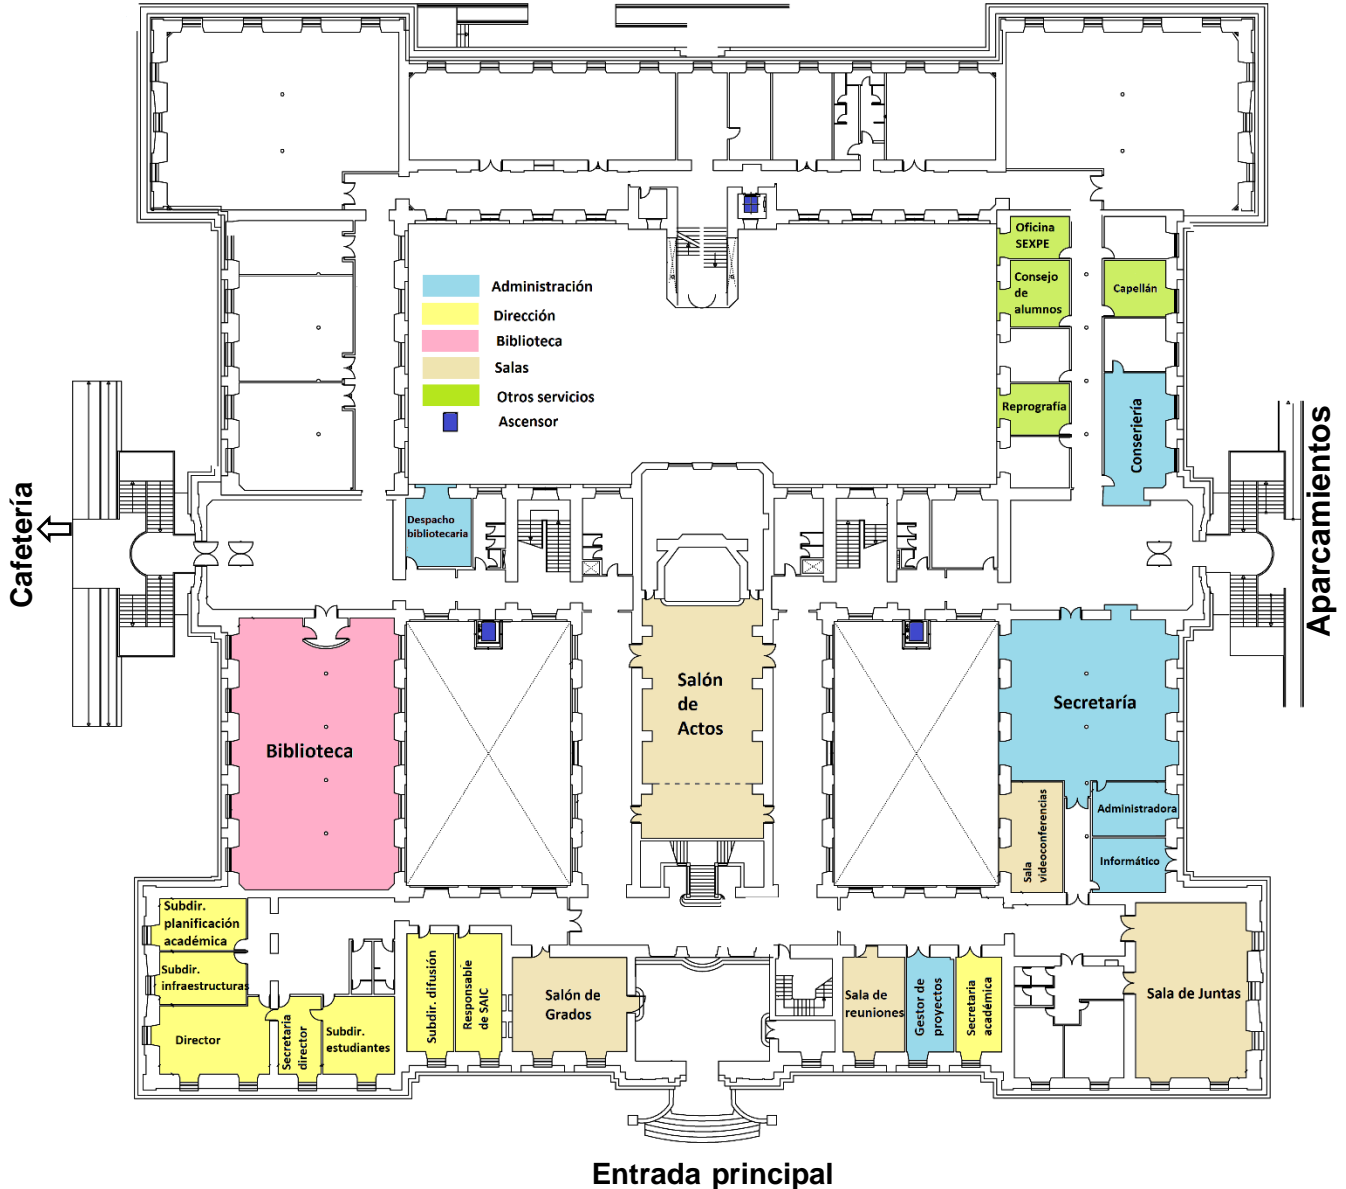 Oficina
SEXPE
Consejo
de
alumnos
Capellán
Administración
Dirección
Biblioteca
Salas
Otros servicios
Ascensor
Reprografía
Conseriería
Cafetería
Aparcamientos
Despacho
bibliotecaria
Salón
de
Actos
Secretaría
Biblioteca
Administradora
Sala
videoconferencias
Informático
Subdir.
planificación
académica
Subdir.
infraestructuras
Director
Secretaria
director
Subdir.
estudiantes
Subdir. difusión
Responsable
de SAIC
Salón de
Grados
Sala de
reuniones
Gestor de
proyectos
Secretaria
académica
Sala de Juntas
Entrada principal